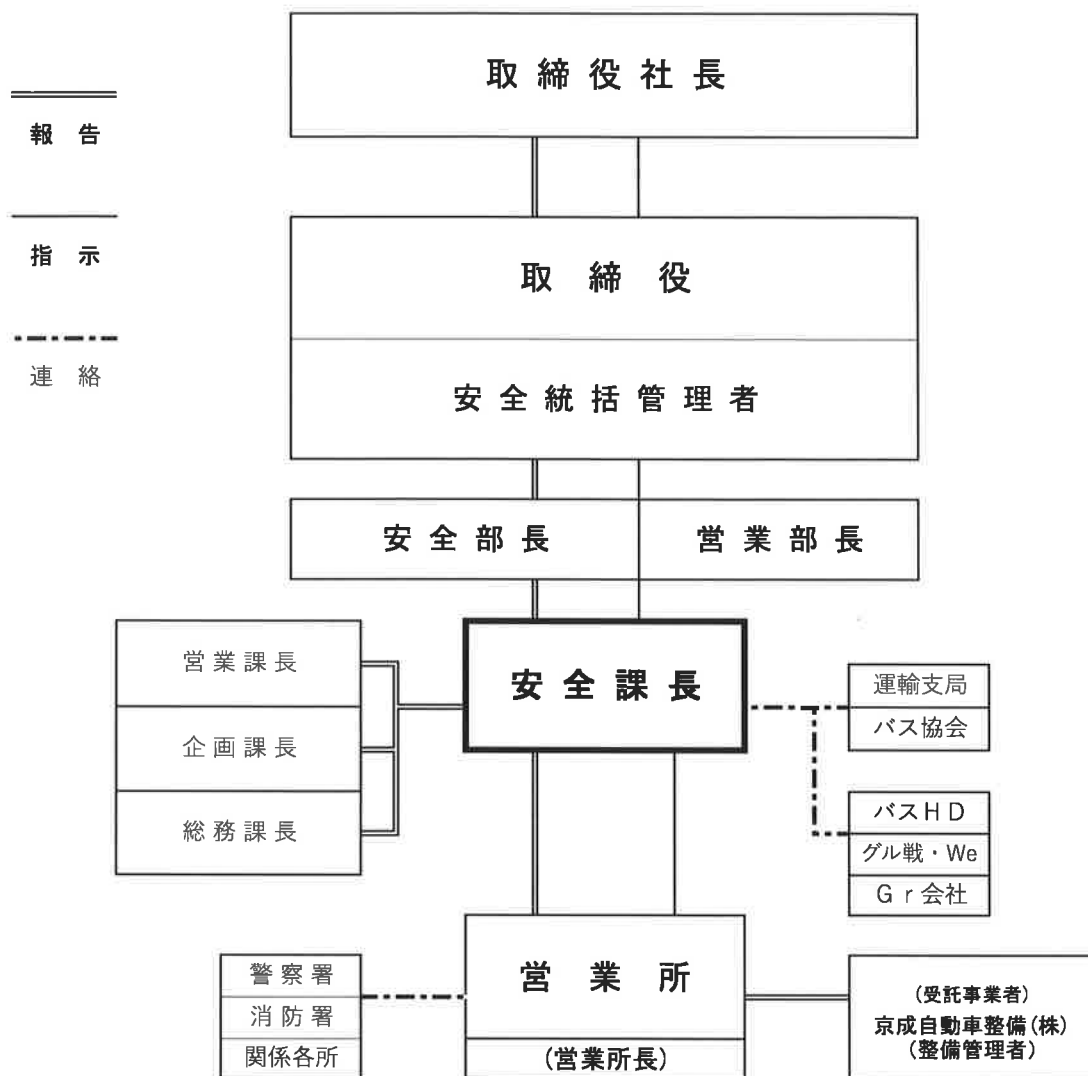 取締役社長
報告
指示
連絡
取締役
安全統括管理者
安全部長
営業部長
営業課長
企画課長
総務課長
安全課長
運輸支局
バス協会
バスHD
グル戦・We
Gr会社
警察署
消防署
関係各所
営業所
(営業所長)
(受託事業者)
京成自動車整備(株)
(整備管理者)